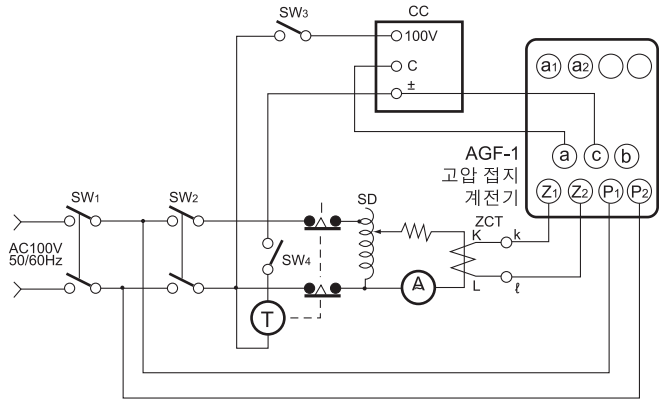 SW₃
CC
100V
C
±
a₁ a₂
AGF-1
고압 접지
계전기
a c b
Z₁ Z₂ P₁ P₂
SW₁
SW₂
SD
ZCT
K k
AC100V
50/60Hz
SW₄
T
A
L ℓ